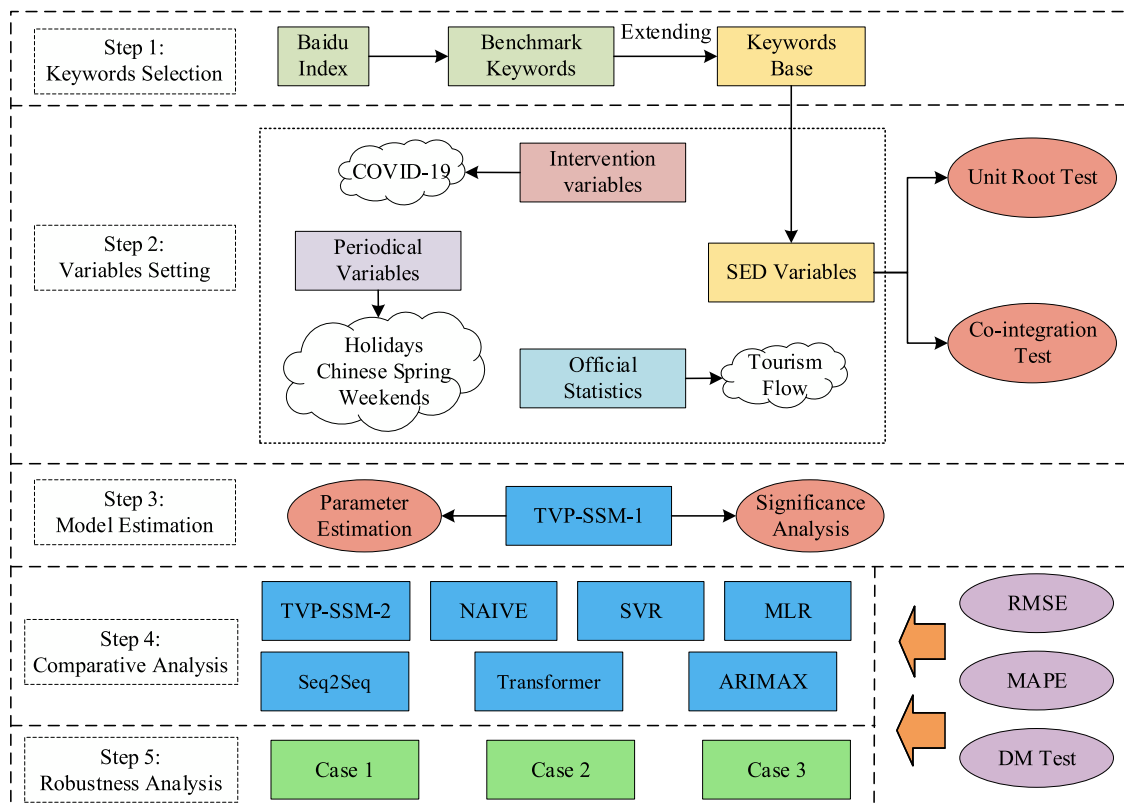 Step 1:
Keywords Selection
Baidu
Index
Benchmark
Keywords
Extending
Keywords
Base
Step 2:
Variables Setting
COVID-19
Intervention
variables
Periodical
Variables
Holidays
Chinese Spring
Weekends
SED Variables
Official
Statistics
Tourism
Flow
Unit Root Test
Co-integration
Test
Step 3:
Model Estimation
Parameter
Estimation
TVP-SSM-1
Significance
Analysis
Step 4:
Comparative Analysis
TVP-SSM-2
NAIVE
SVR
MLR
Seq2Seq
Transformer
ARIMAX
RMSE
MAPE
DM Test
Step 5:
Robustness Analysis
Case 1
Case 2
Case 3